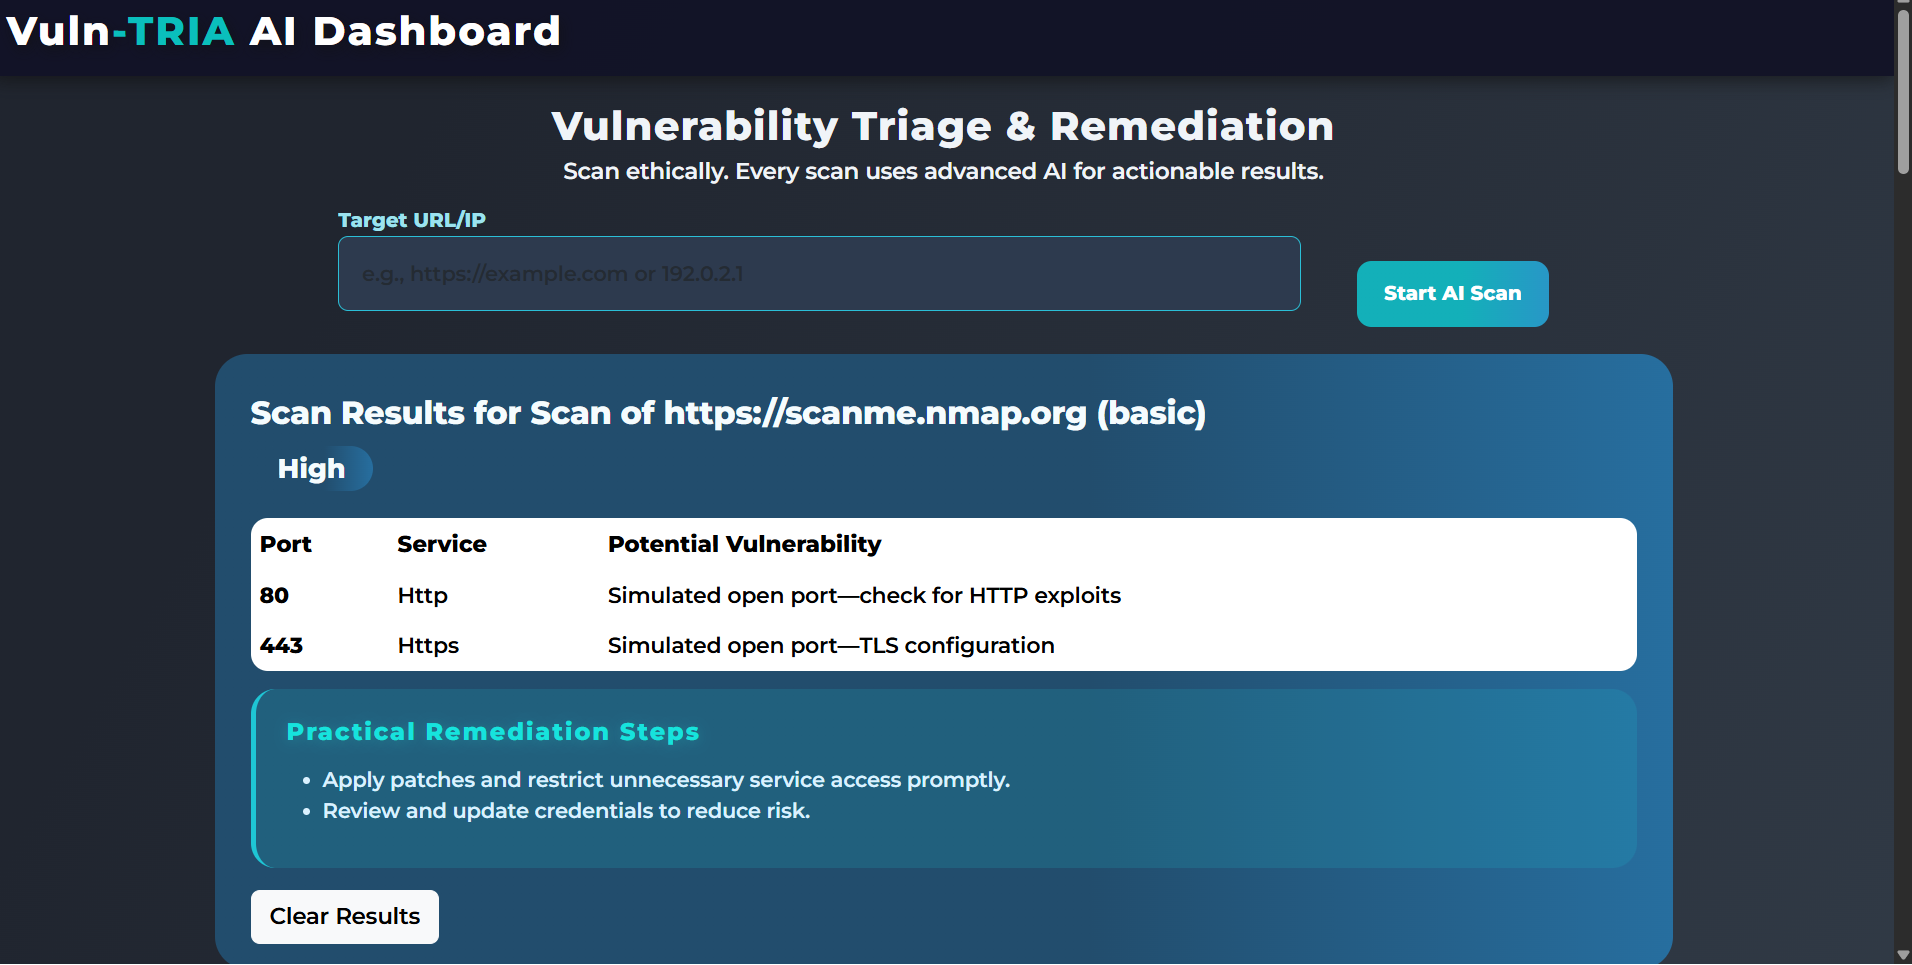 Vuln-TRIA AI Dashboard
Vulnerability Triage & Remediation
Scan ethically. Every scan uses advanced AI for actionable results.
Target URL/IP
e.g., https://example.com or 192.0.2.1
Start AI Scan
Scan Results for Scan of https://scanme.nmap.org (basic)
High
Port Service Potential Vulnerability
80 Http Simulated open port—check for HTTP exploits
443 Https Simulated open port—TLS configuration
Practical Remediation Steps
• Apply patches and restrict unnecessary service access promptly.
• Review and update credentials to reduce risk.
Clear Results